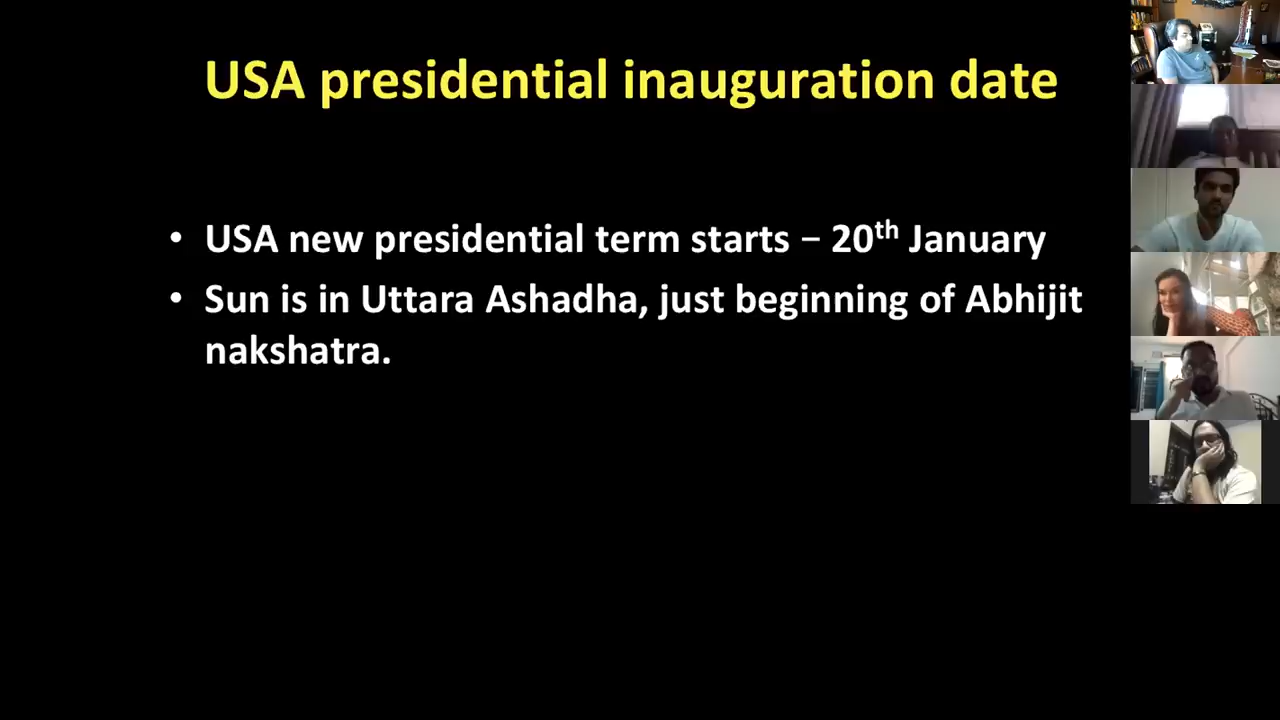 USA presidential inauguration date
• USA new presidential term starts – 20th January
• Sun is in Uttara Ashadha, just beginning of Abhijit
nakshatra.